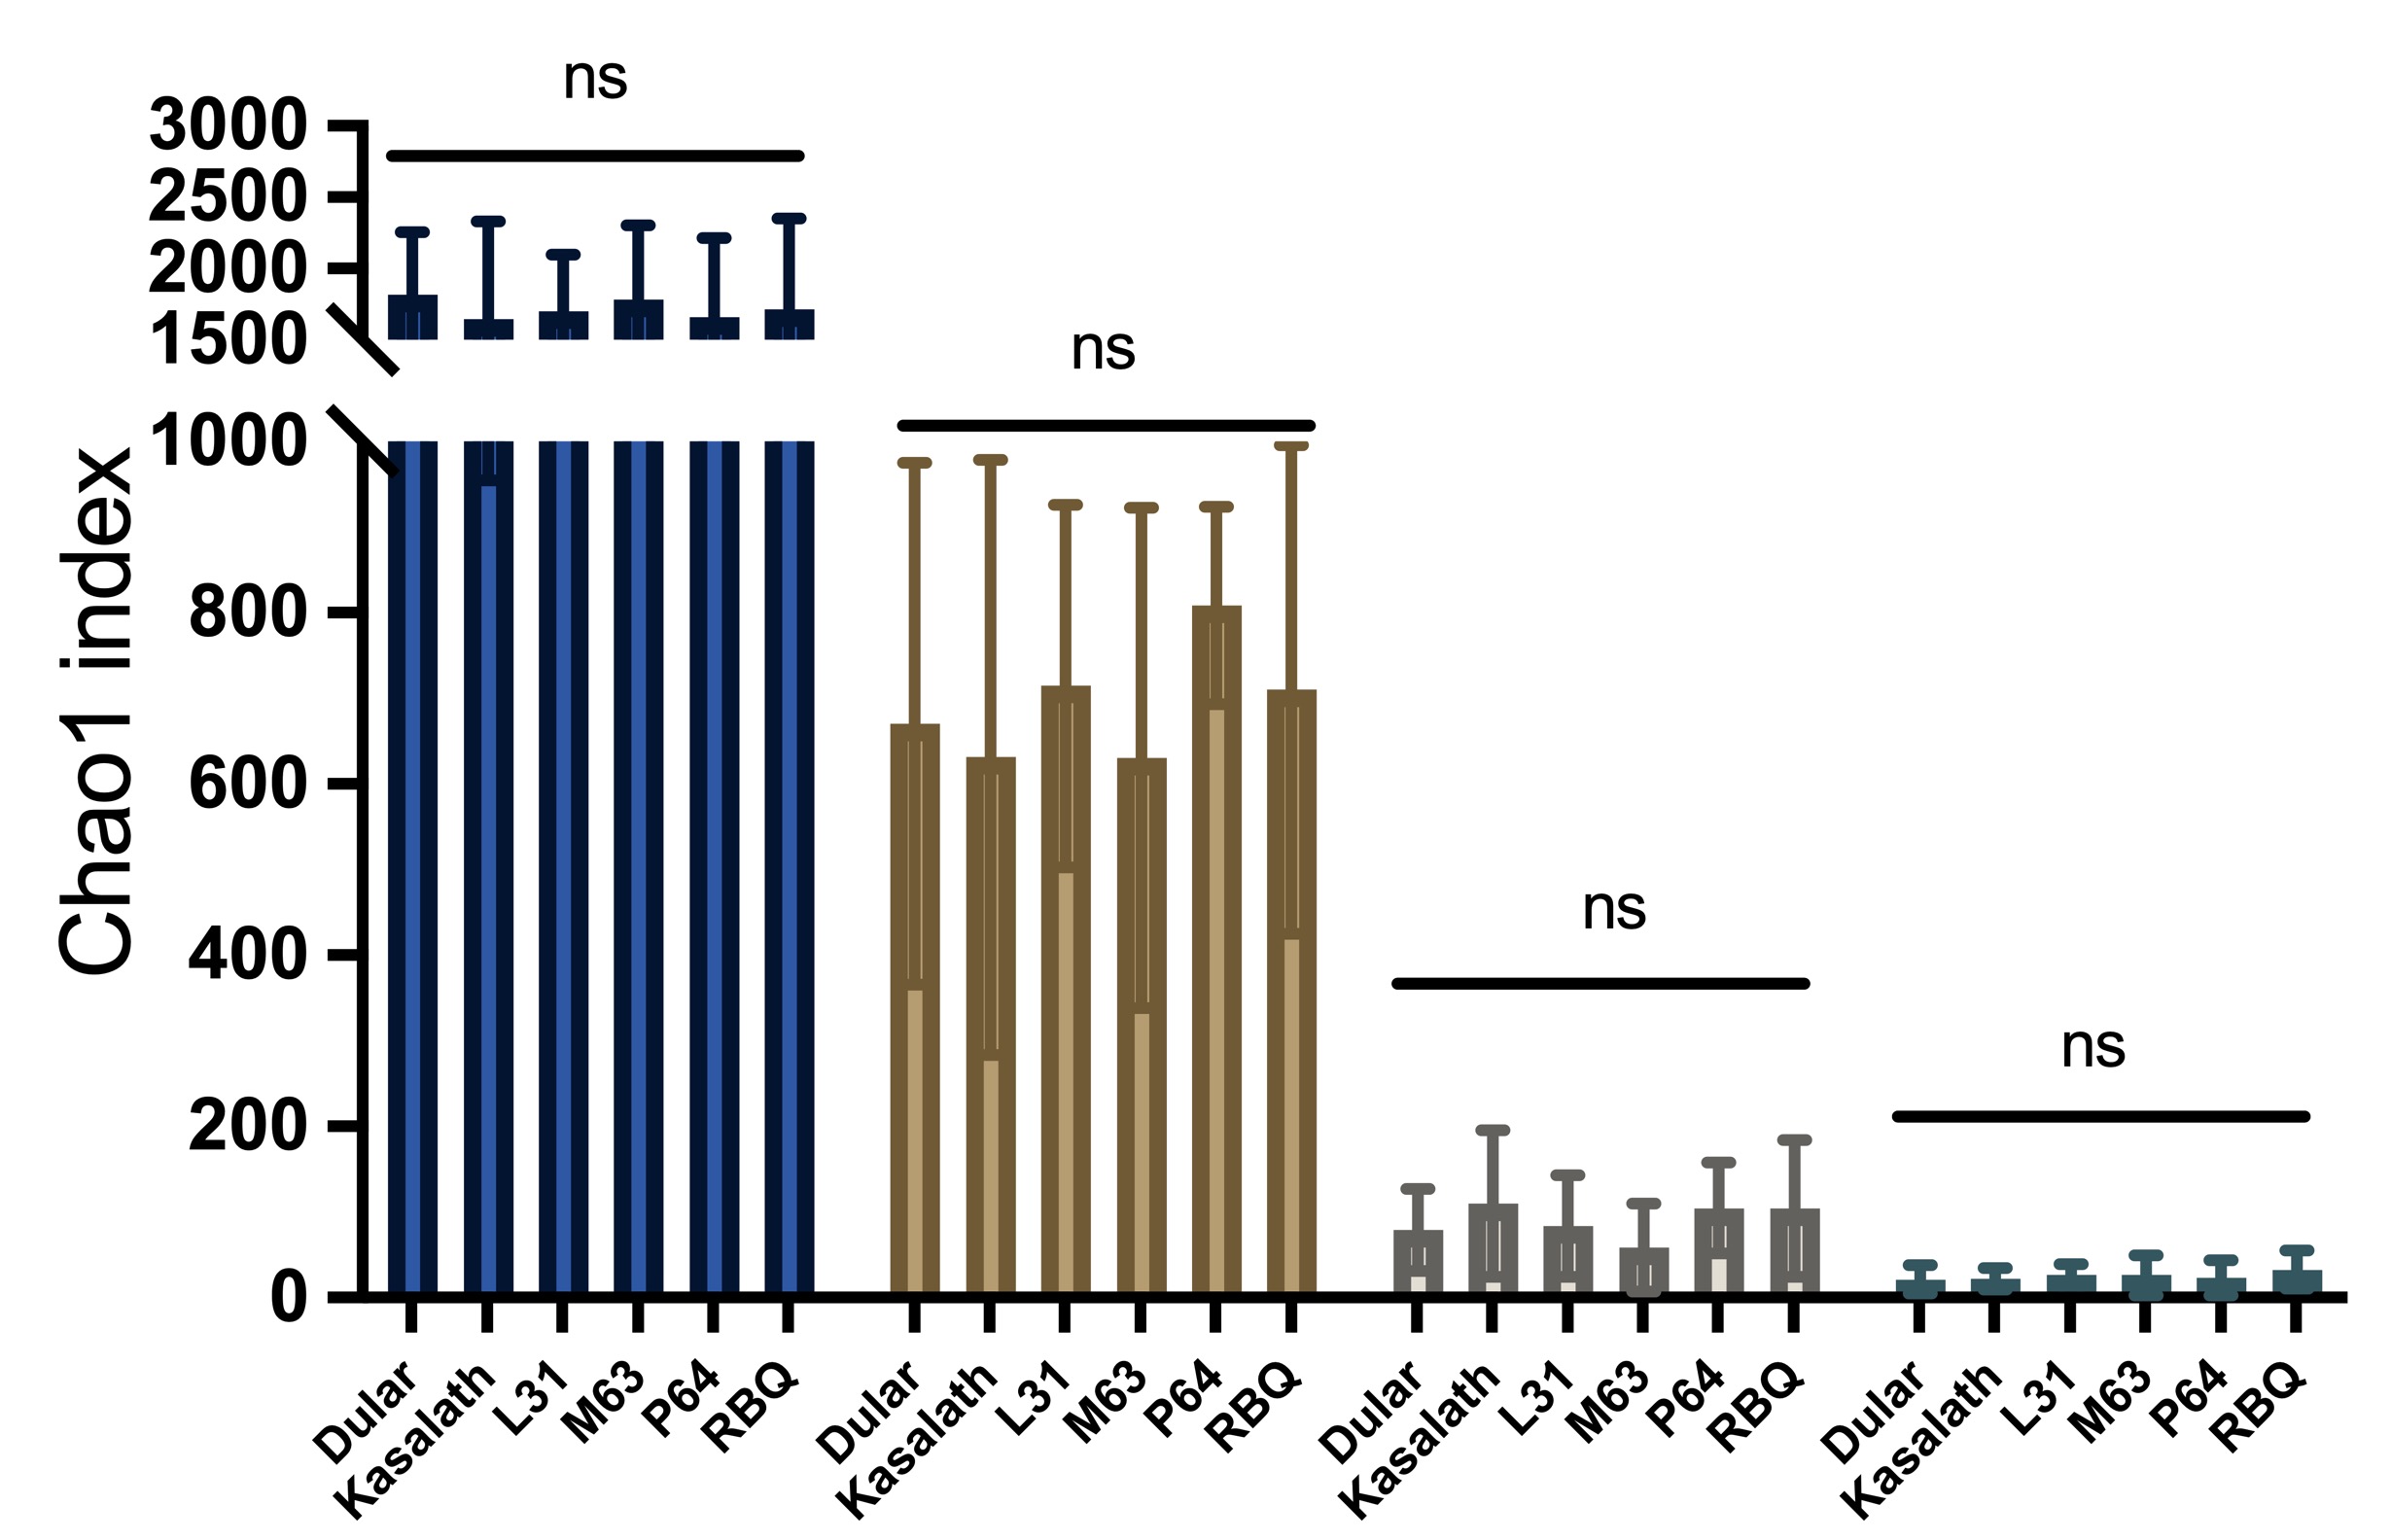 ns
3000
2500
2000
1500
ns
1000
800
600
400
200
0
Chao1 index
ns
ns
Dular
Kasalath
L31
M63
P64
RBQ
Dular
Kasalath
L31
M63
P64
RBQ
Dular
Kasalath
L31
M63
P64
RBQ
Dular
Kasalath
L31
M63
P64
RBQ